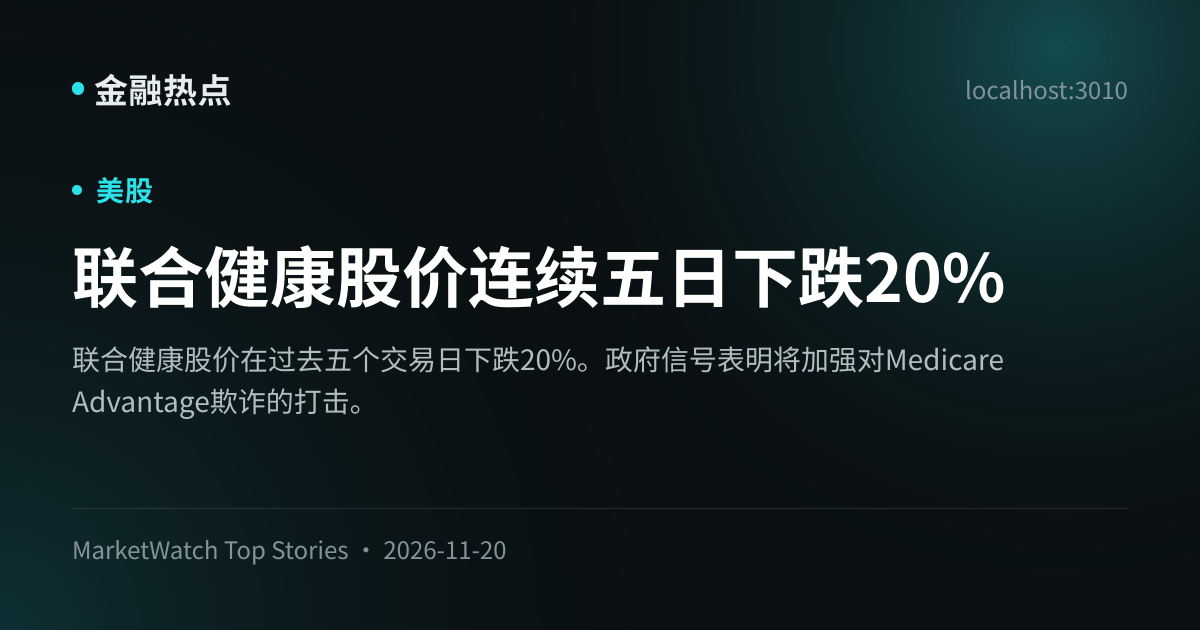 金融热点
localhost:3010
美股
联合健康股价连续五日下跌20%
联合健康股价在过去五个交易日下跌20%。政府信号表明将加强对Medicare
Advantage欺诈的打击。
MarketWatch Top Stories · 2026-11-20